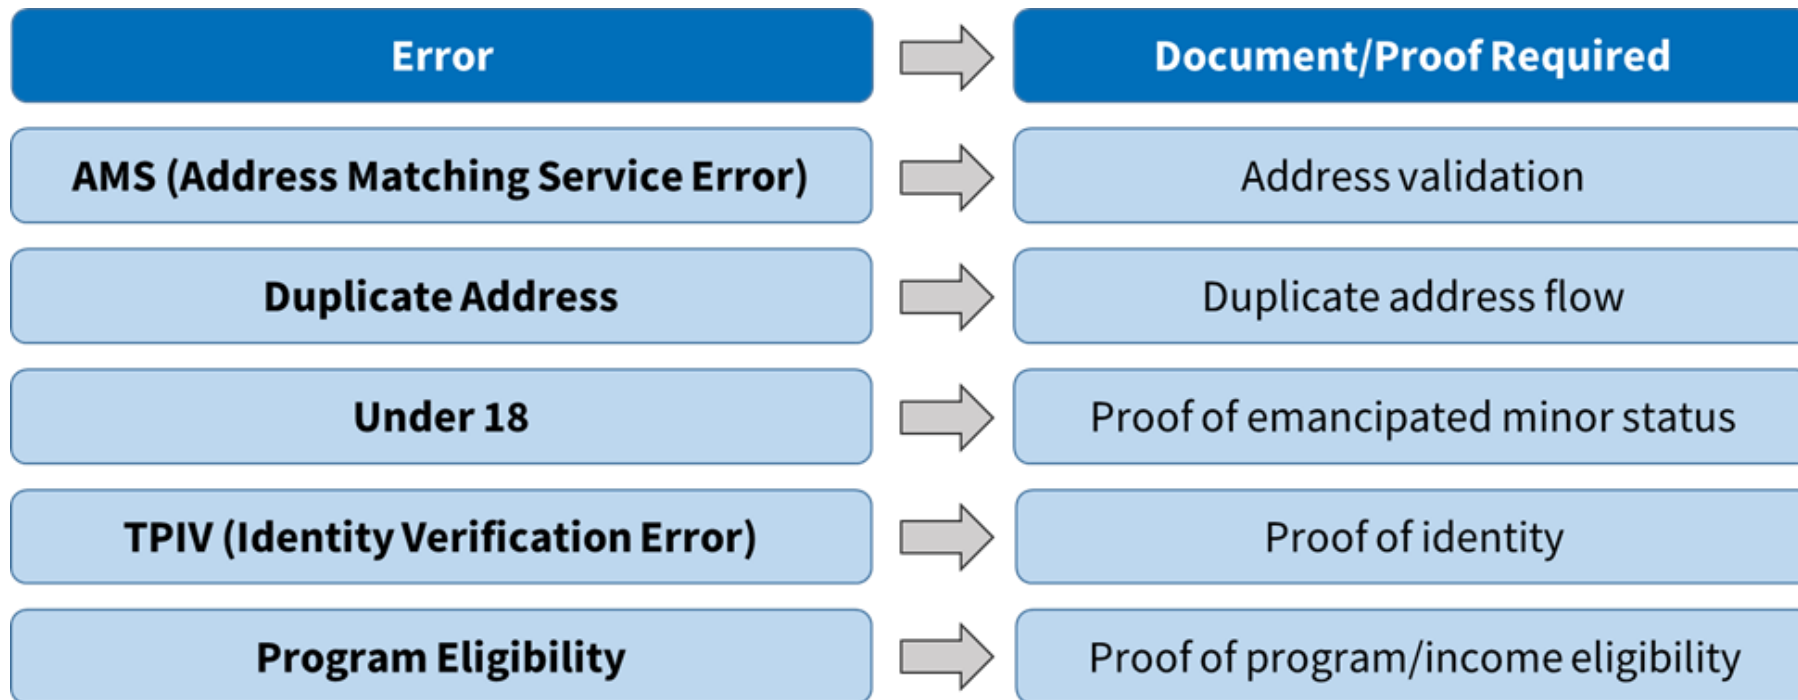 Error
Document/Proof Required
AMS (Address Matching Service Error)
Address validation
Duplicate Address
Duplicate address flow
Under 18
Proof of emancipated minor status
TPIV (Identity Verification Error)
Proof of identity
Program Eligibility
Proof of program/income eligibility